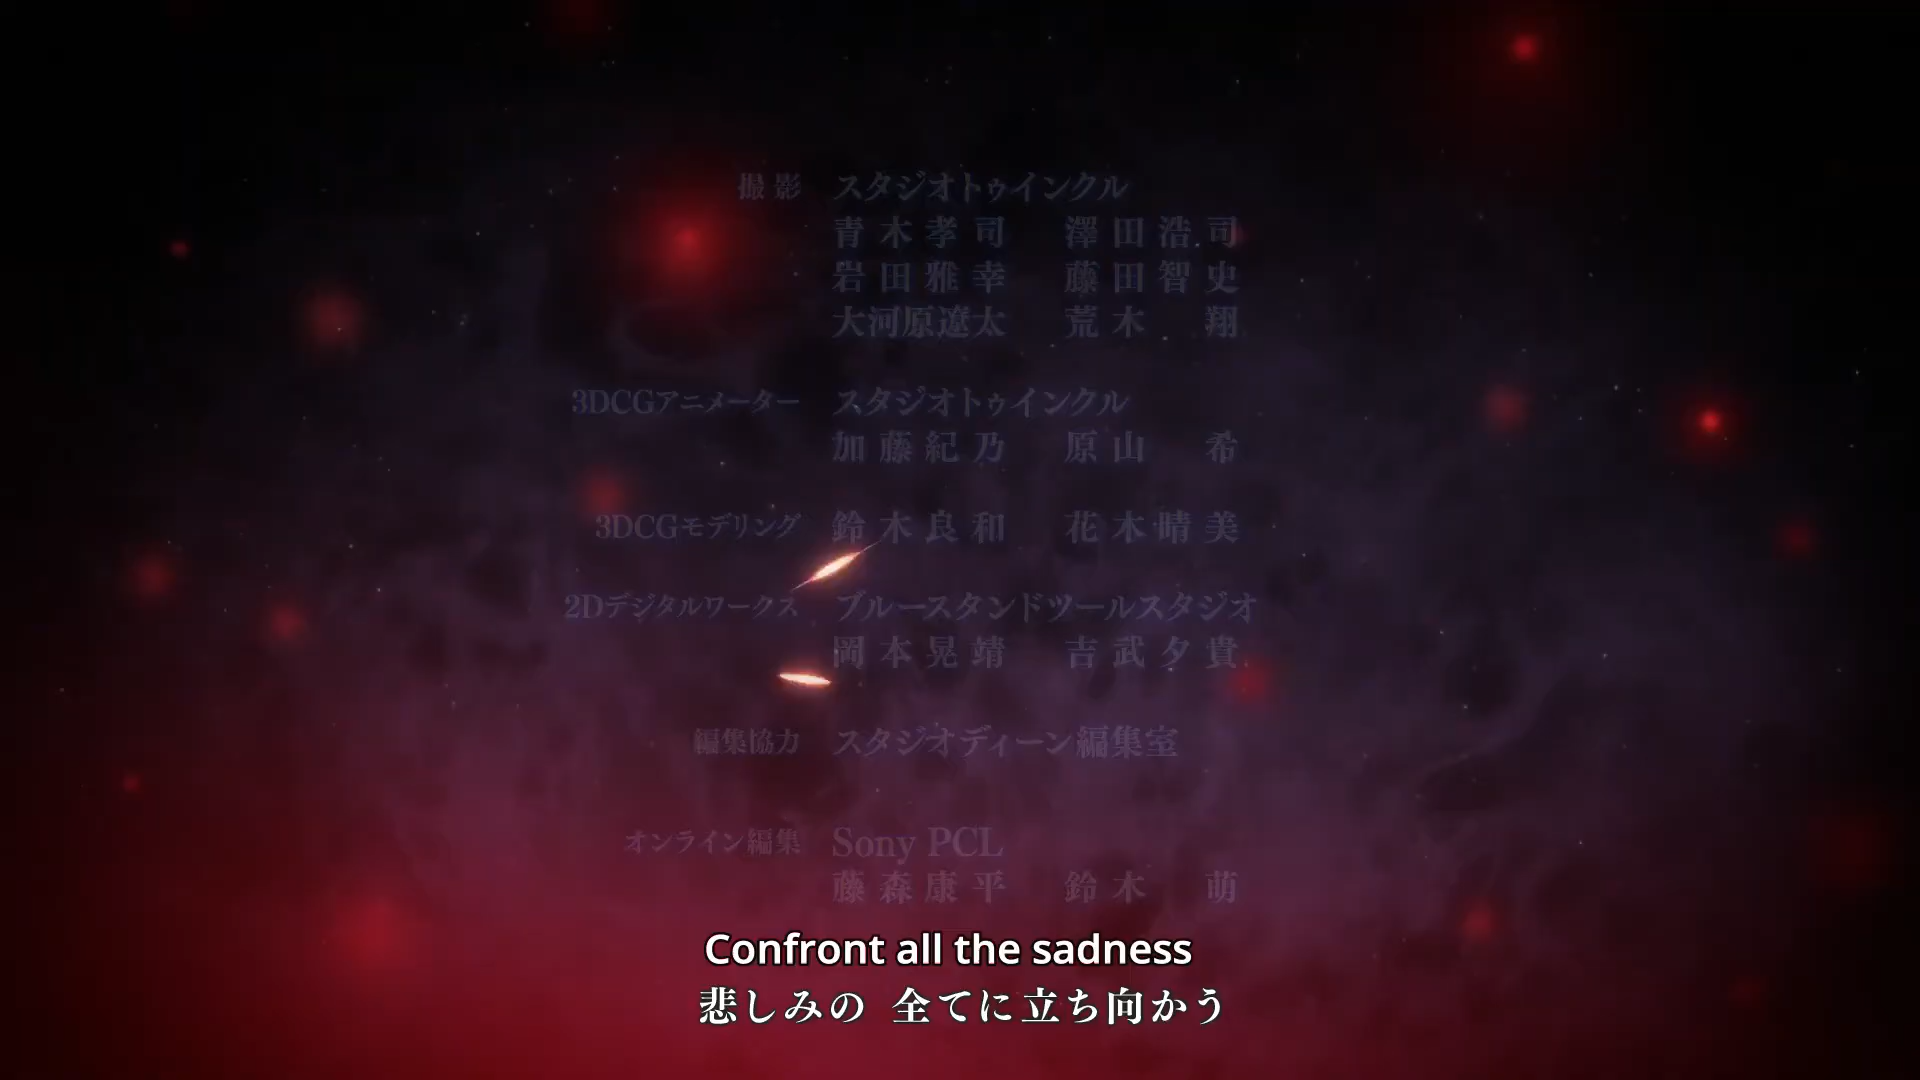 撮影 スタジオトゥインクル
青木孝司 澤田浩司
岩田雅幸 藤田智史
大河原遼太 荒木 翔
3DCGアニメーター スタジオトゥインクル
加藤紀乃 原山 希
3DCGモデリング 鈴木良和 花木晴美
2Dデジタルワークス ブルースタンドツールスタジオ
岡本晃靖 吉武夕貴
編集協力 スタジオディーン編集室
オンライン編集 Sony PCL
藤森康平 鈴木 萌
Confront all the sadness
悲しみの 全てに立ち向かう